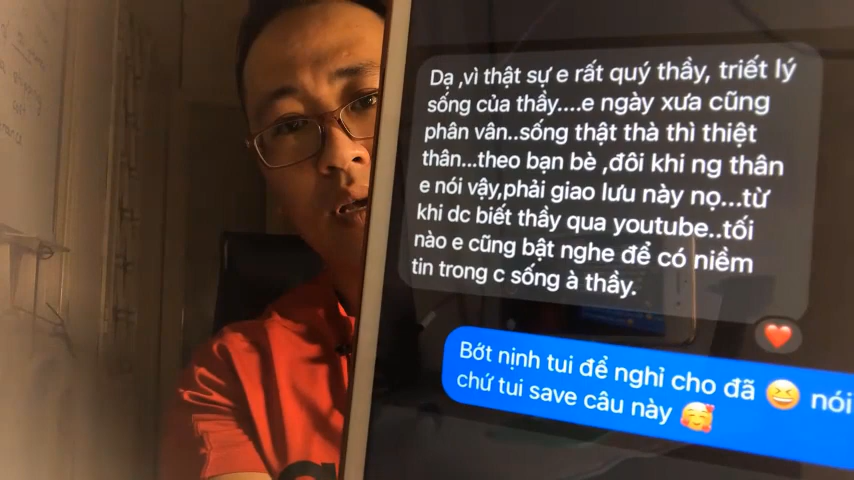 Dạ ,vì thật sự e rất quý thầy, triết lý
sống của thầy....e ngày xưa cũng
phân vân..sống thật thà thì thiệt
thân...theo bạn bè ,đôi khi ng thân
e nói vậy,phải giao lưu này nọ...từ
khi dc biết thầy qua youtube..tối
nào e cũng bật nghe để có niềm
tin trong c sống à thầy.
❤️
Bớt nịnh tui để nghỉ cho đã 😆 nói
chứ tui save câu này 🥰